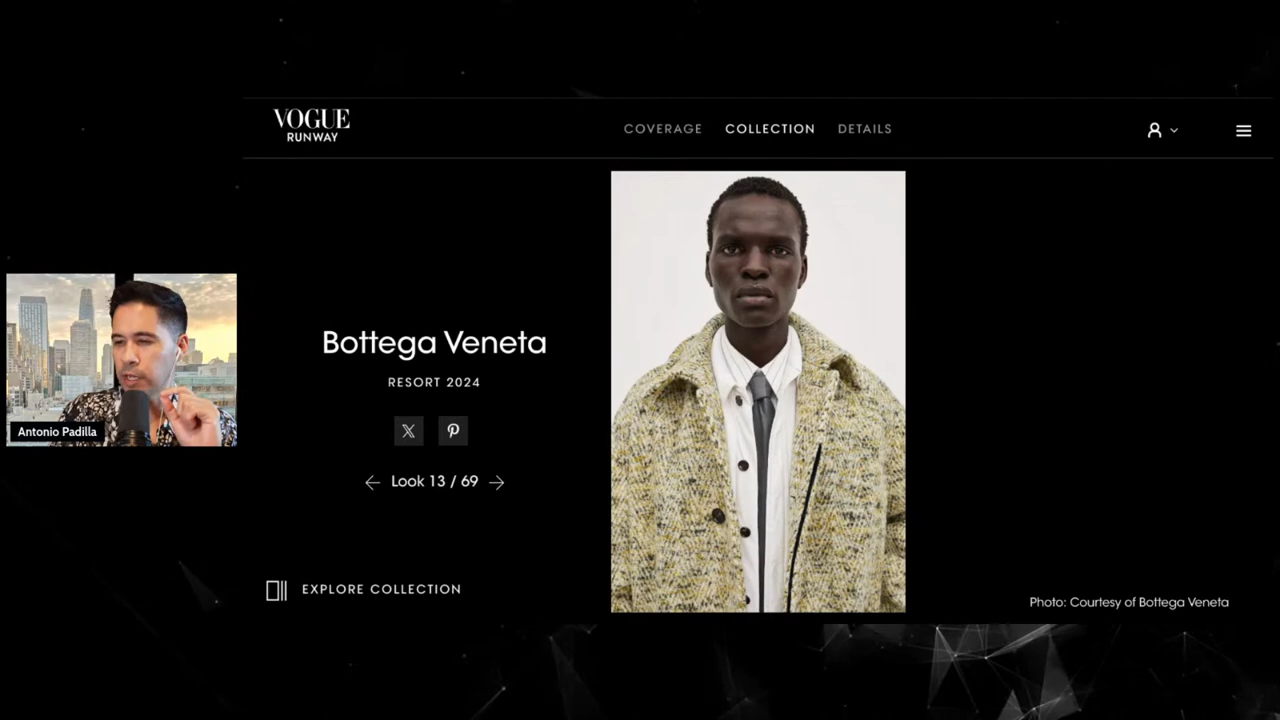 VOGUE
RUNWAY
COVERAGE COLLECTION DETAILS
Antonio Padilla
Bottega Veneta
RESORT 2024
Look 13 / 69
EXPLORE COLLECTION
Photo: Courtesy of Bottega Veneta